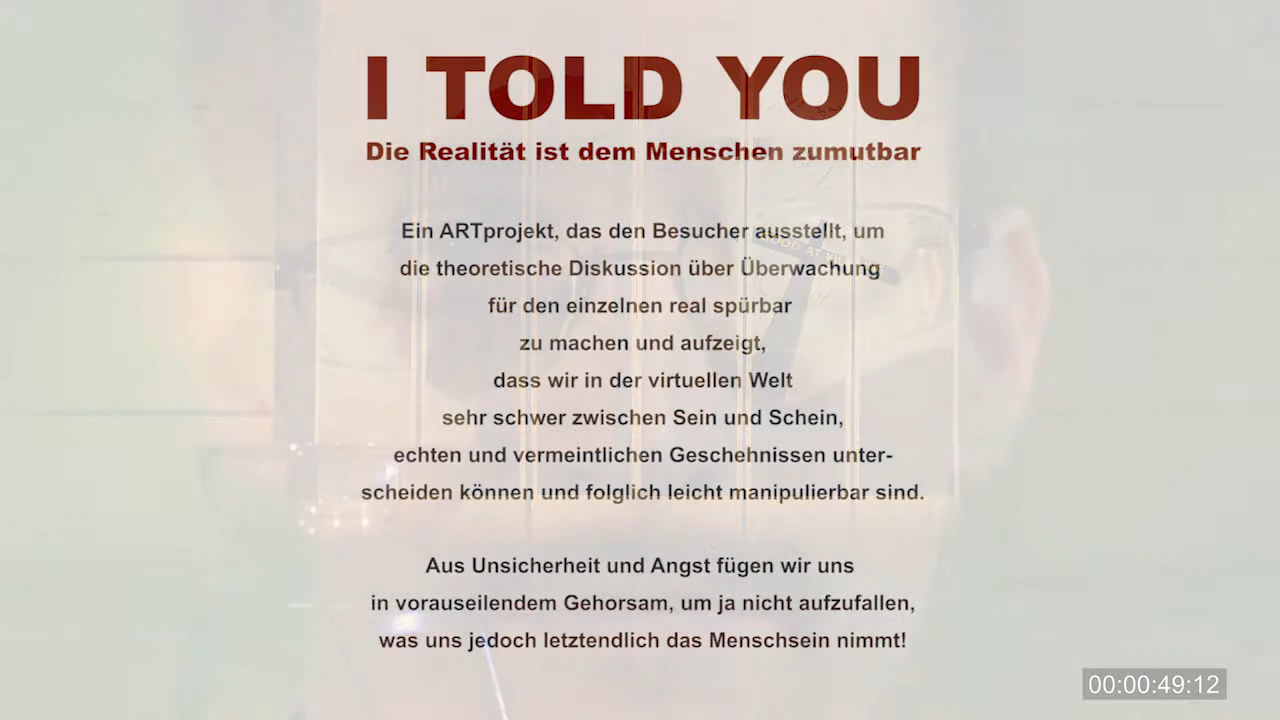 I TOLD YOU
Die Realität ist dem Menschen zumutbar
Ein ARTprojekt, das den Besucher ausstellt, um
die theoretische Diskussion über Überwachung
für den einzelnen real spürbar
zu machen und aufzeigt,
dass wir in der virtuellen Welt
sehr schwer zwischen Sein und Schein,
echten und vermeintlichen Geschehnissen unter-
scheiden können und folglich leicht manipulierbar sind.
Aus Unsicherheit und Angst fügen wir uns
in vorauseilendem Gehorsam, um ja nicht aufzufallen,
was uns jedoch letztendlich das Menschsein nimmt!
00:00:49:12